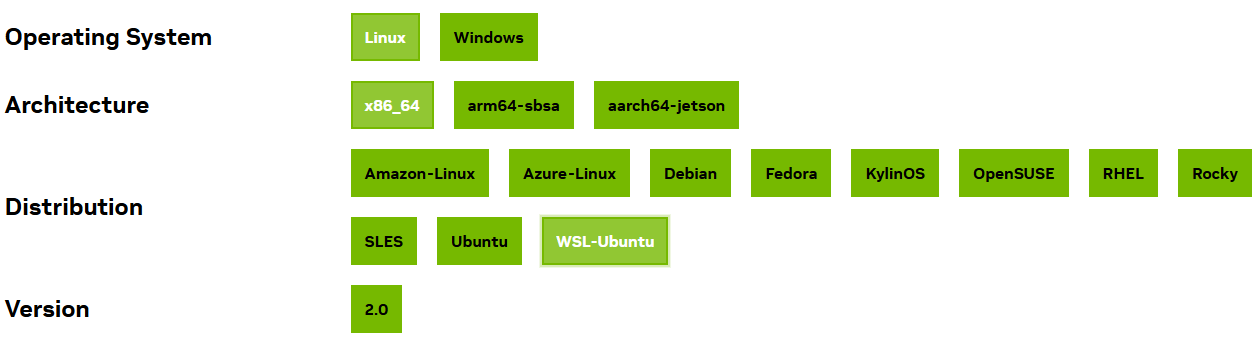 Operating System Linux Windows
Architecture x86_64 arm64-sbsa aarch64-jetson
Distribution Amazon-Linux Azure-Linux Debian Fedora KylinOS OpenSUSE RHEL Rocky
SLES Ubuntu WSL-Ubuntu
Version 2.0